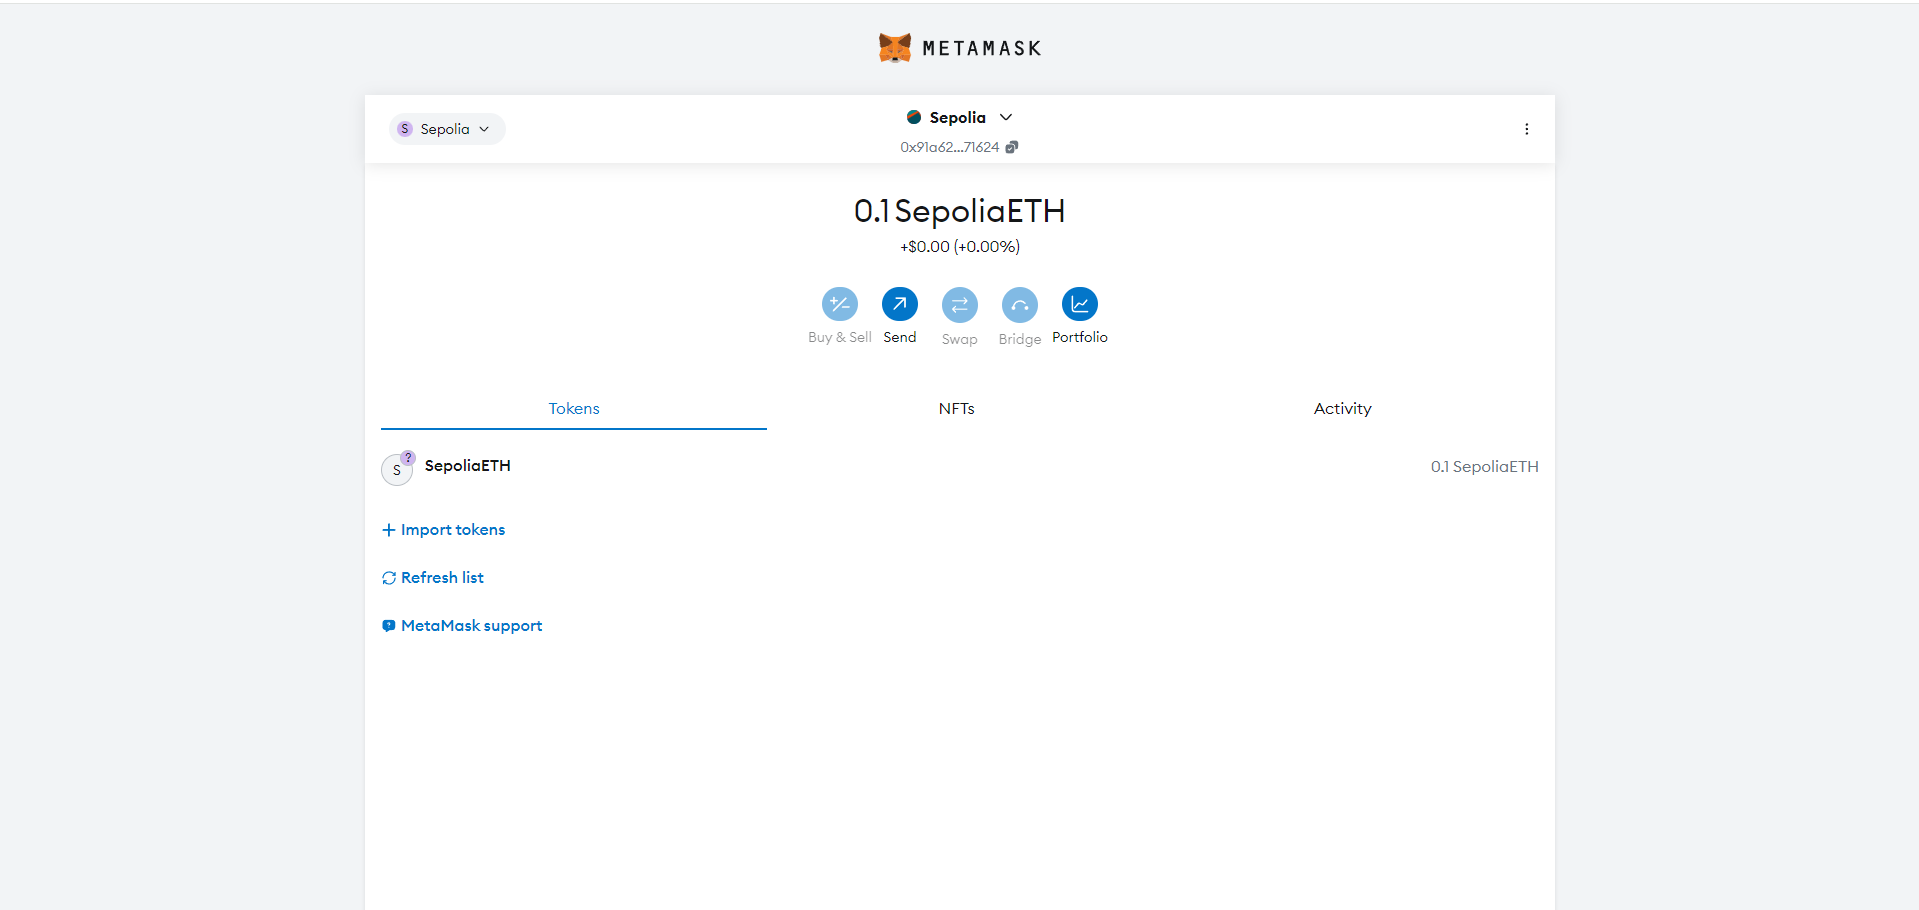 METAMASK
S Sepolia
Sepolia
0x91a62...71624
0.1 SepoliaETH
+$0.00 (+0.00%)
Buy & Sell Send Swap Bridge Portfolio
Tokens NFTs Activity
S ? SepoliaETH 0.1 SepoliaETH
+ Import tokens
Refresh list
MetaMask support